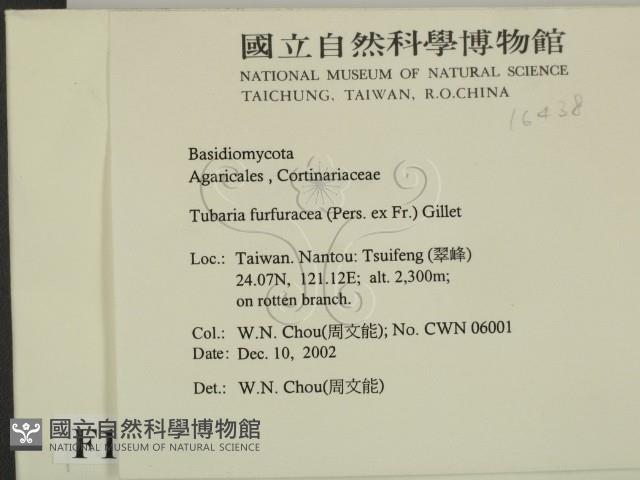 國立自然科學博物館
NATIONAL MUSEUM OF NATURAL SCIENCE
TAICHUNG, TAIWAN, R.O.CHINA
16438
Basidiomycota
Agaricales , Cortinariaceae
Tubaria furfuracea (Pers. ex Fr.) Gillet
Loc.: Taiwan. Nantou: Tsuifeng (翠峰)
24.07N, 121.12E; alt. 2,300m;
on rotten branch.
Col.: W.N. Chou(周文能); No. CWN 06001
Date: Dec. 10, 2002
Det.: W.N. Chou(周文能)
國立自然科學博物館
NATIONAL MUSEUM OF NATURAL SCIENCE